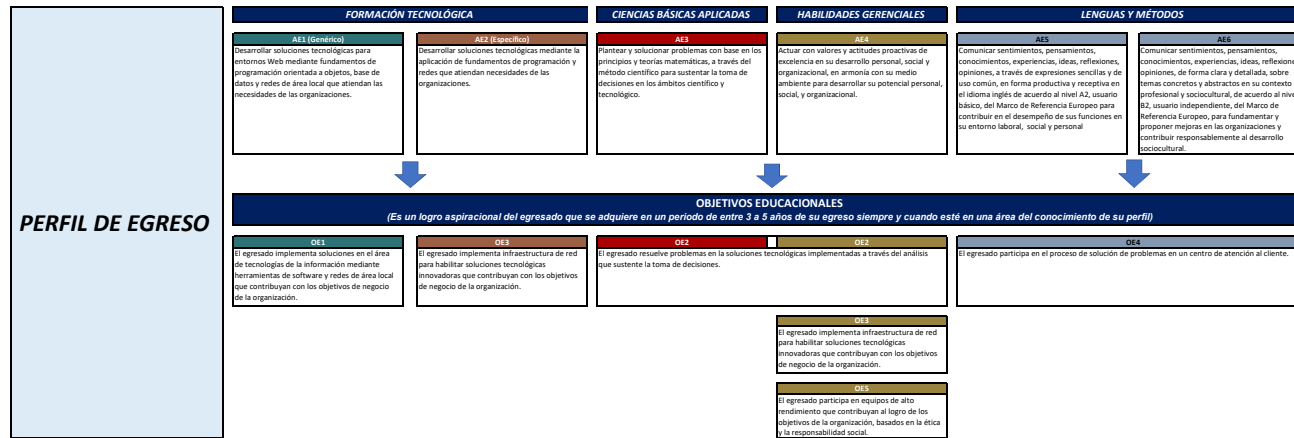 PERFIL DE EGRESO
FORMACIÓN TECNOLÓGICA
AE1 (Genérico)
Desarrollar soluciones tecnológicas para
entornos Web mediante fundamentos de
programación orientada a objetos, base de
datos y redes de área local que atiendan las
necesidades de las organizaciones.
AE2 (Específico)
Desarrollar soluciones tecnológicas mediante la
aplicación de fundamentos de programación y
redes que atiendan necesidades de las
organizaciones.
CIENCIAS BÁSICAS APLICADAS
AE3
Plantear y solucionar problemas con base en los
principios y teorías matemáticas, a través del
método científico para sustentar la toma de
decisiones en los ámbitos científico y
tecnológico.
HABILIDADES GERENCIALES
AE4
Actuar con valores y actitudes proactivas de
excelencia en su desarrollo personal, social y
organizacional, en armonía con su medio
ambiente para desarrollar su potencial personal,
social, y organizacional.
LENGUAS Y MÉTODOS
AE5
Comunicar sentimientos, pensamientos,
conocimientos, experiencias, ideas, reflexiones,
opiniones, a través de expresiones sencillas y de
uso común, en forma productiva y receptiva en
el idioma inglés de acuerdo al nivel A2, usuario
básico, del Marco de Referencia Europeo para
contribuir en el desempeño de sus funciones en
su entorno laboral, social y personal
AE6
Comunicar sentimientos, pensamientos,
conocimientos, experiencias, ideas, reflexione
opiniones, de forma clara y detallada, sobre
temas concretos y abstractos en su contexto
profesional y sociocultural, de acuerdo al nive
B2, usuario independiente, del Marco de
Referencia Europeo, para fundamentar y
proponer mejoras en las organizaciones y
contribuir responsablemente al desarrollo
sociocultural.
OBJETIVOS EDUCACIONALES
(Es un logro aspiracional del egresado que se adquiere en un periodo de entre 3 a 5 años de su egreso siempre y cuando esté en una área del conocimiento de su perfil)
OE1
El egresado implementa soluciones en el área
de tecnologías de la información mediante
herramientas de software y redes de área local
que contribuyan con los objetivos de negocio
de la organización.
OE3
El egresado implementa infraestructura de red
para habilitar soluciones tecnológicas
innovadoras que contribuyan con los objetivos
de negocio de la organización.
OE2
OE2
El egresado resuelve problemas en la soluciones tecnológicas implementadas a través del análisis
que sustente la toma de decisiones.
OE4
El egresado participa en el proceso de solución de problemas en un centro de atención al cliente.
OE3
El egresado implementa infraestructura de red
para habilitar soluciones tecnológicas
innovadoras que contribuyan con los objetivos
de negocio de la organización.
OE5
El egresado participa en equipos de alto
rendimiento que contribuyan al logro de los
objetivos de la organización, basados en la ética
y la responsabilidad social.